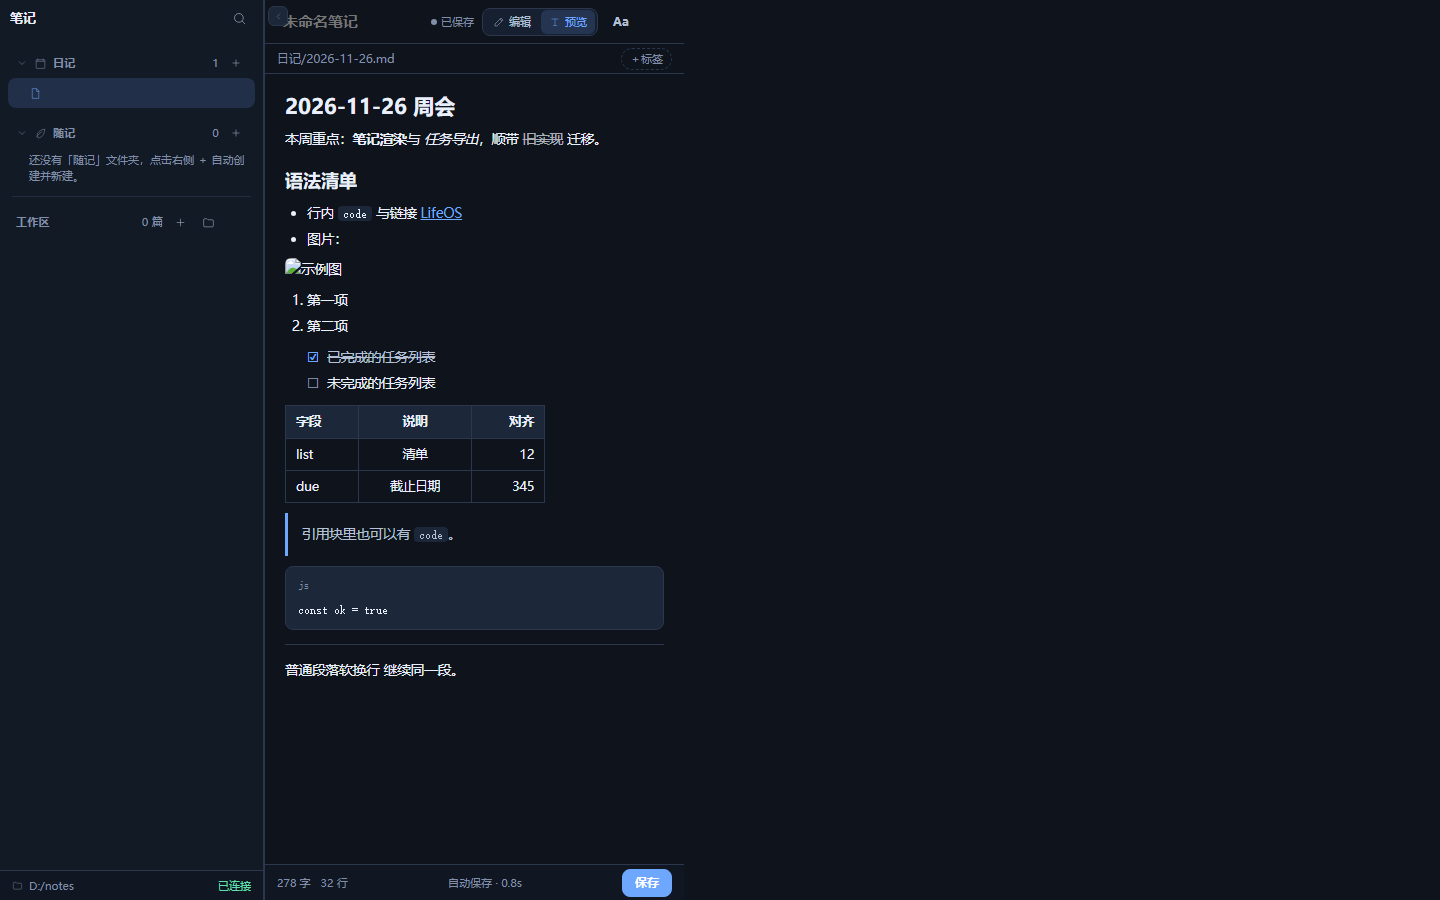 笔记
日记 1 +
随记 0 +
还没有「随记」文件夹，点击右侧 + 自动创
建并新建。
工作区 0 篇 +
D:/notes 已连接
未命名笔记 已保存 编辑 预览 Aa
日记/2026-11-26.md +标签
2026-11-26 周会
本周重点：笔记渲染与 任务导出，顺带 旧实现 迁移。
语法清单
• 行内 code 与链接 LifeOS
• 图片：
示例图
1. 第一项
2. 第二项
已完成的任务列表
未完成的任务列表
字段 说明 对齐
list 清单 12
due 截止日期 345
引用块里也可以有 code 。
js
const ok = true
普通段落软换行 继续同一段。
278 字 32 行 自动保存 · 0.8s 保存